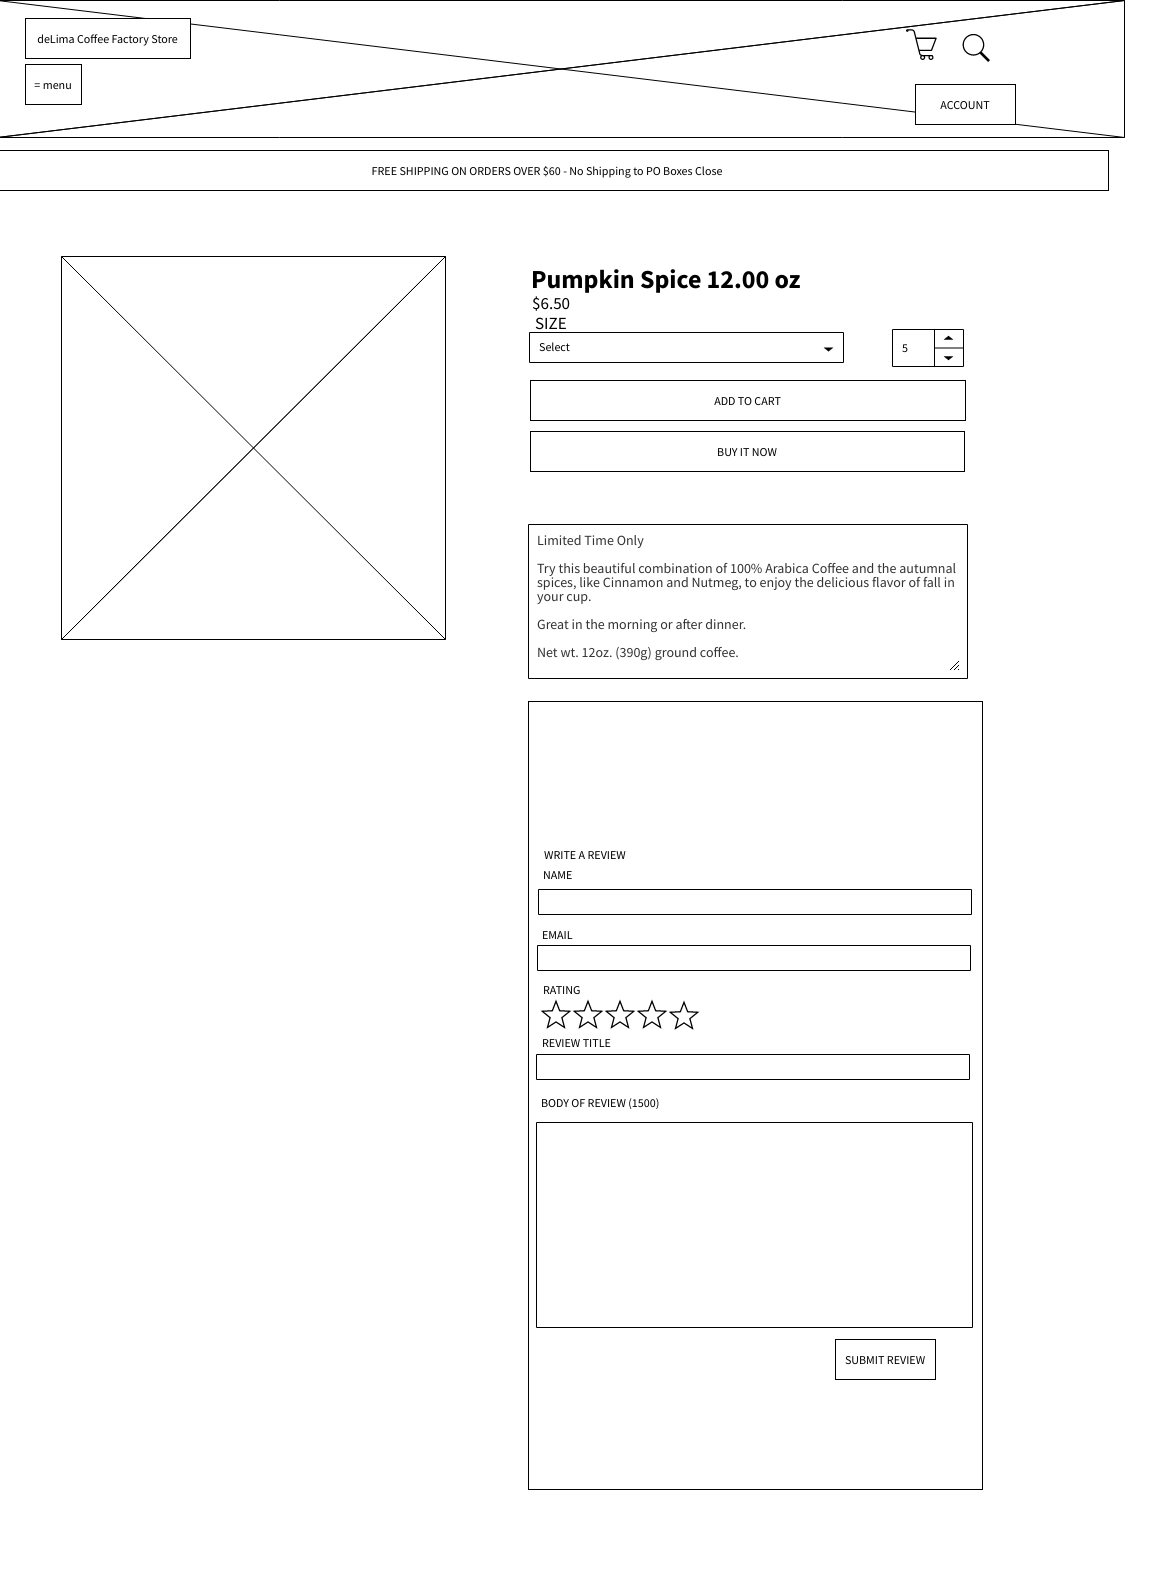 deLima Coffee Factory Store
= menu
ACCOUNT
FREE SHIPPING ON ORDERS OVER $60 - No Shipping to PO Boxes Close
Pumpkin Spice 12.00 oz
$6.50
SIZE
Select
5
ADD TO CART
BUY IT NOW
Limited Time Only
Try this beautiful combination of 100% Arabica Coffee and the autumnal
spices, like Cinnamon and Nutmeg, to enjoy the delicious flavor of fall in
your cup.
Great in the morning or after dinner.
Net wt. 12oz. (390g) ground coffee.
WRITE A REVIEW
NAME
EMAIL
RATING
REVIEW TITLE
BODY OF REVIEW (1500)
SUBMIT REVIEW